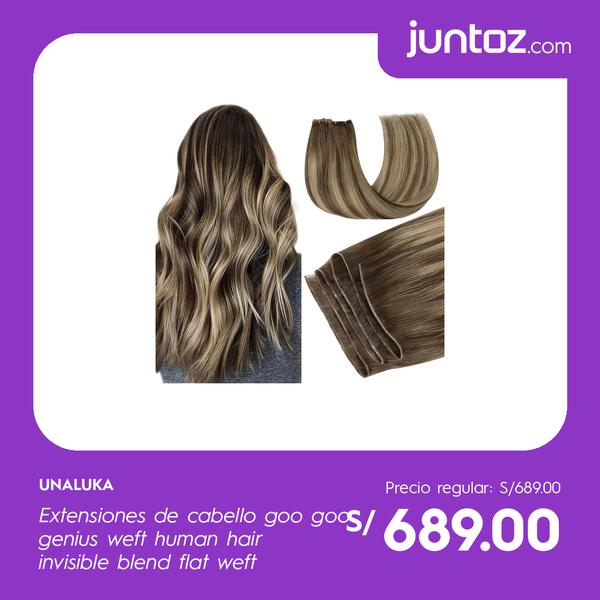 juntoz.com
UNALUKA
Extensiones de cabello goo goo
genius weft human hair
invisible blend flat weft
Precio regular: S/689.00
S/ 689.00